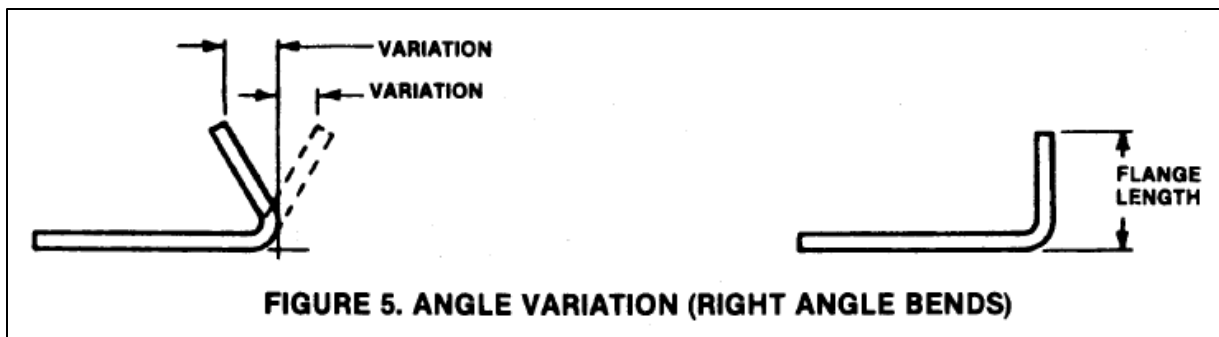 VARIATION
VARIATION
FLANGE
LENGTH
FIGURE 5. ANGLE VARIATION (RIGHT ANGLE BENDS)